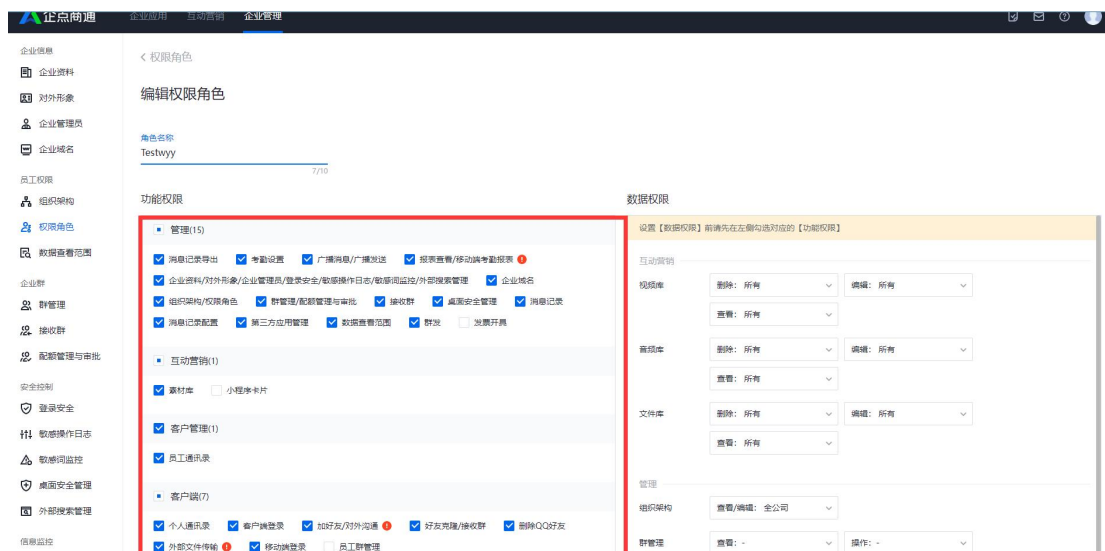 企点商通 企业应用 互动营销 企业管理
企业信息
企业资料
对外形象
企业管理员
企业域名
员工权限
组织架构
权限角色
数据查看范围
企业群
群管理
接收群
配额管理与审批
安全控制
登录安全
敏感操作日志
敏感词监控
桌面安全管理
外部搜索管理
信息监控
< 权限角色
编辑权限角色
角色名称
Testwyy
7/10
功能权限
管理(15)
消息记录导出 考勤设置 广播消息/广播发送 报表查看/移动端考勤报表
企业资料/对外形象/企业管理员/登录安全/敏感操作日志/敏感词监控/外部搜索管理 企业域名
组织架构/权限角色 群管理/配额管理与审批 接收群 桌面安全管理 消息记录
消息记录配置 第三方应用管理 数据查看范围 群发 发票开具
互动营销(1)
素材库 小程序卡片
客户管理(1)
员工通讯录
客户端(7)
个人通讯录 客户端登录 加好友/对外沟通 好友克隆/接收群 删除QQ好友
外部文件传输 移动端登录 员工群管理
数据权限
设置【数据权限】前请先在左侧勾选对应的【功能权限】
互动营销
视频库 删除: 所有 编辑: 所有
查看: 所有
音频库 删除: 所有 编辑: 所有
查看: 所有
文件库 删除: 所有 编辑: 所有
查看: 所有
管理
组织架构 查看/编辑: 全公司
群管理 查看: - 操作: -